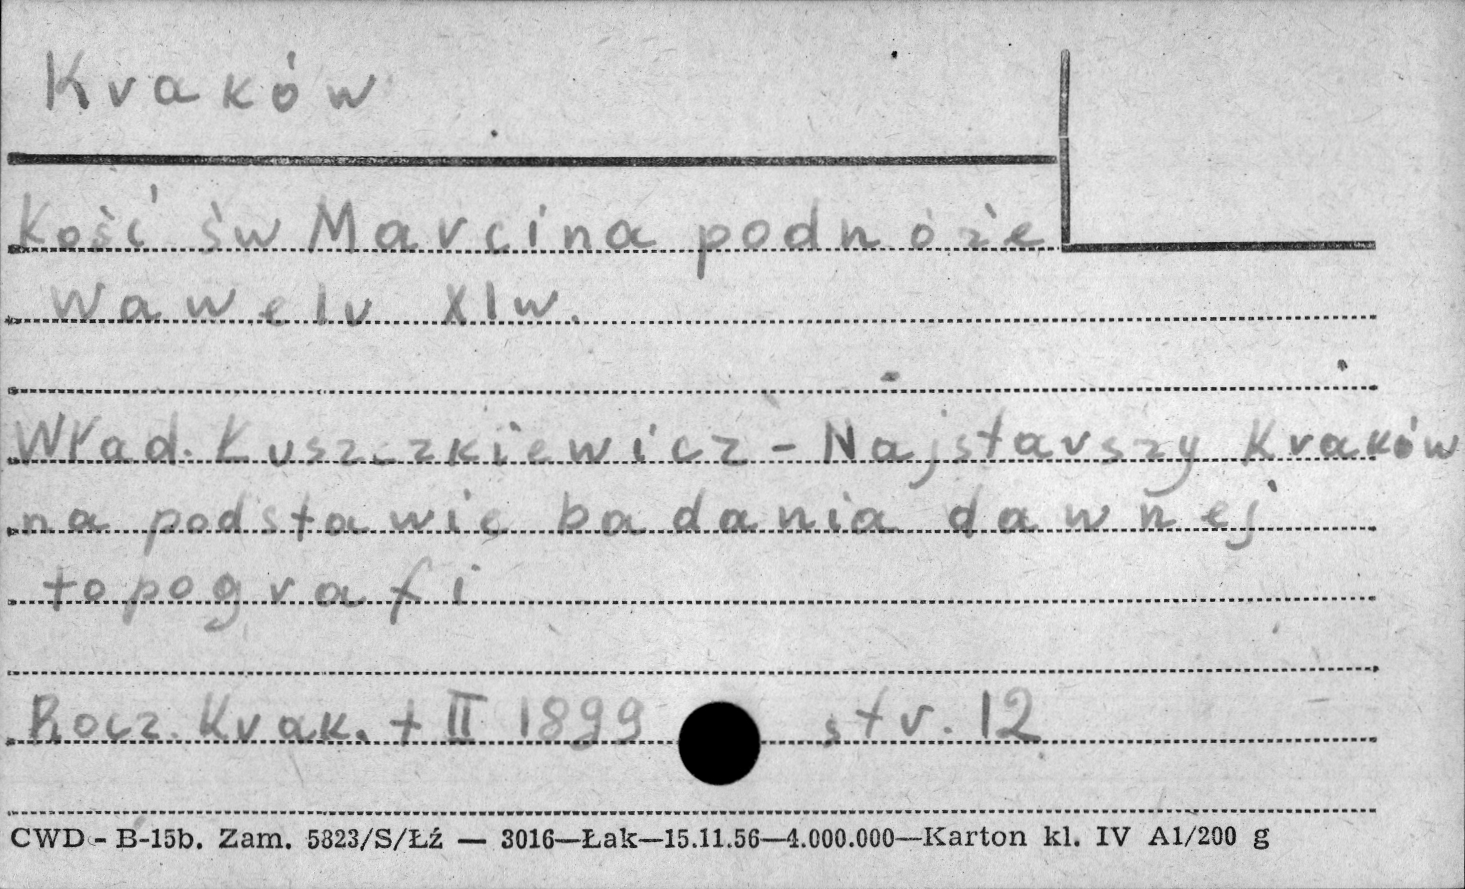 Kraków
Kość św Marcina podnóże
Wawelu XI w.
Wład. Łuszczkiewicz - Najstarszy Kraków
na podstawie badania dawnej
topografi
Rocz. Krak. t II 1899 str. 12
CWD - B-15b. Zam. 5823/S/Łź — 3016—Łak—15.11.56—4.000.000—Karton kl. IV A1/200 g